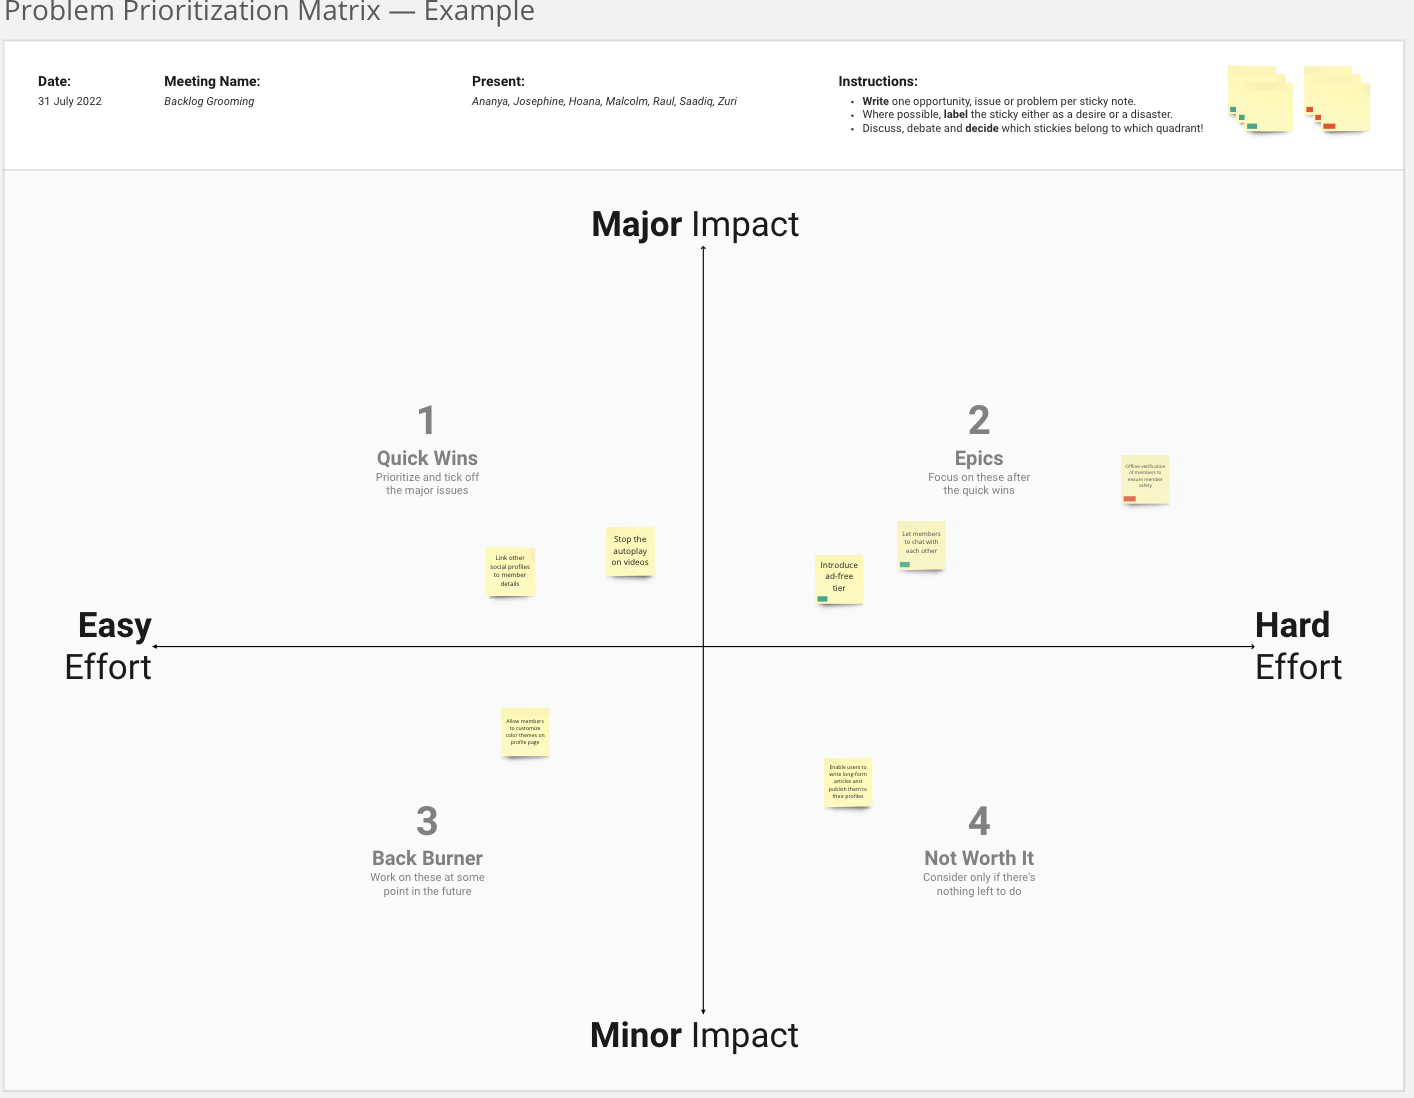 Problem Prioritization Matrix — Example
Date:
31 July 2022
Meeting Name:
Backlog Grooming
Present:
Ananya, Josephine, Hoana, Malcolm, Raul, Saadiq, Zuri
Instructions:
• Write one opportunity, issue or problem per sticky note.
• Where possible, label the sticky either as a desire or a disaster.
• Discuss, debate and decide which stickies belong to which quadrant!
Major Impact
1
Quick Wins
Prioritize and tick off
the major issues
2
Epics
Focus on these after
the quick wins
Offline verification
of members to
ensure member
safety
Link other
social profiles
to member
details
Stop the
autoplay
on videos
Introduce
ad-free
tier
Let members
to chat with
each other
Easy
Effort
Hard
Effort
Allow members
to customize
color themes on
profile page
Enable users to
write long-form
articles and
publish them to
their profiles
3
Back Burner
Work on these at some
point in the future
4
Not Worth It
Consider only if there's
nothing left to do
Minor Impact